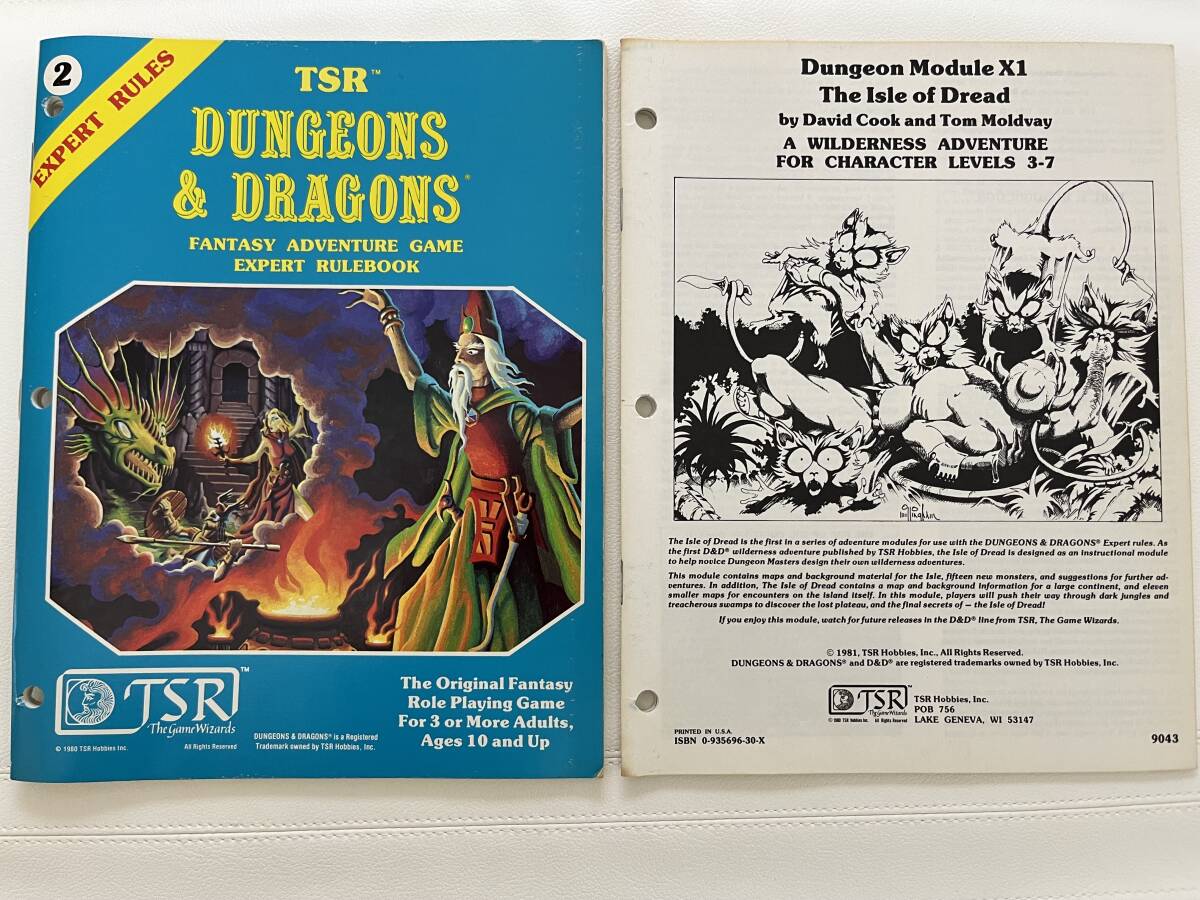 2
EXPERT RULES
TSR™
DUNGEONS
& DRAGONS®
FANTASY ADVENTURE GAME
EXPERT RULEBOOK
TSR™
The Game Wizards
© 1980 TSR Hobbies Inc.
All Rights Reserved
DUNGEONS & DRAGONS® is a Registered
Trademark owned by TSR Hobbies, Inc.
The Original Fantasy
Role Playing Game
For 3 or More Adults,
Ages 10 and Up
Dungeon Module X1
The Isle of Dread
by David Cook and Tom Moldvay
A WILDERNESS ADVENTURE
FOR CHARACTER LEVELS 3-7
The Isle of Dread is the first in a series of adventure modules for use with the DUNGEONS & DRAGONS® Expert rules. As
the first D&D® wilderness adventure published by TSR Hobbies, the Isle of Dread is designed as an instructional module
to help novice Dungeon Masters design their own wilderness adventures.
This module contains maps and background material for the Isle, fifteen new monsters, and suggestions for further ad-
ventures. In addition, The Isle of Dread contains a map and background information for a large continent, and eleven
smaller maps for encounters on the island itself. In this module, players will push their way through dark jungles and
treacherous swamps to discover the lost plateau, and the final secrets of — the Isle of Dread!
If you enjoy this module, watch for future releases in the D&D® line from TSR, The Game Wizards.
© 1981, TSR Hobbies, Inc., All Rights Reserved.
DUNGEONS & DRAGONS® and D&D® are registered trademarks owned by TSR Hobbies, Inc.
TSR™
The Game Wizards
© 1980 TSR Hobbies Inc. All Rights Reserved
TSR Hobbies, Inc.
POB 756
LAKE GENEVA, WI 53147
PRINTED IN U.S.A.
ISBN 0-935696-30-X
9043